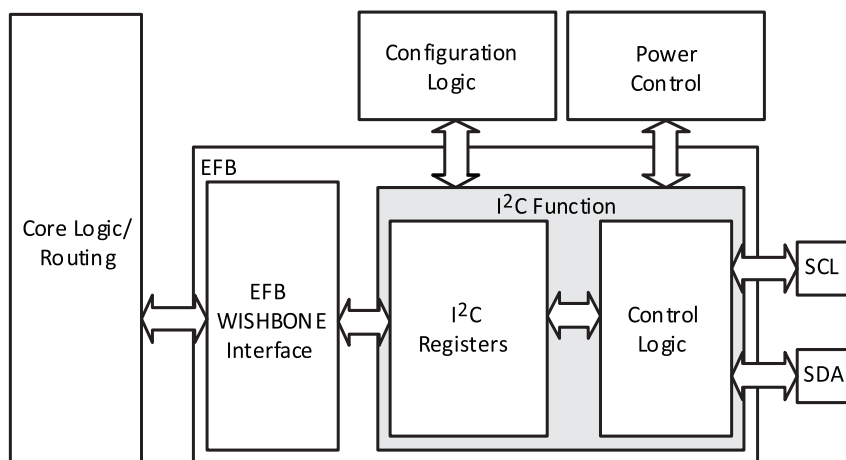 Configuration
Logic
Power
Control
EFB
Core Logic/
Routing
EFB
WISHBONE
Interface
I²C Function
I²C
Registers
Control
Logic
SCL
SDA